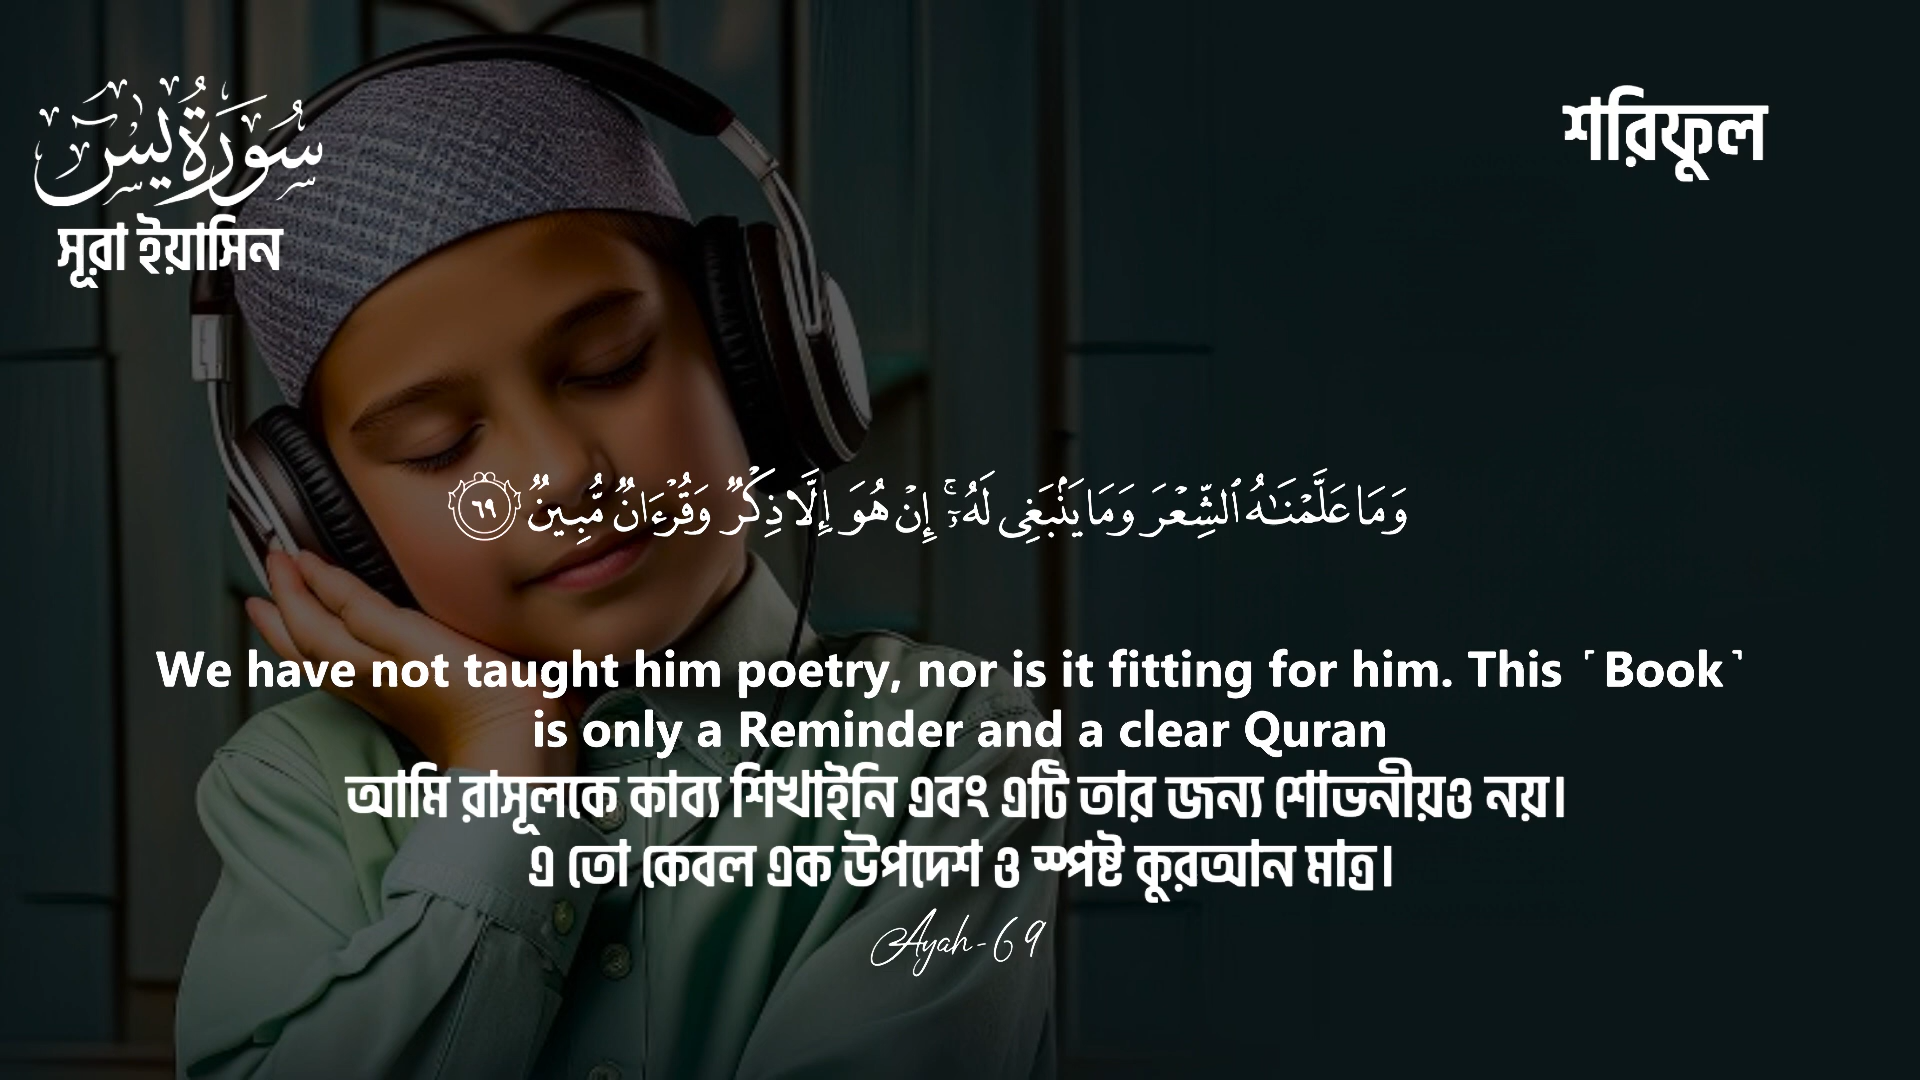 سُورَةُ يسٓ
সূরা ইয়াসিন
শরিফুল
وَمَا عَلَّمْنَـٰهُ ٱلشِّعْرَ وَمَا يَنۢبَغِى لَهُۥٓ ۚ إِنْ هُوَ إِلَّا ذِكْرٌ وَقُرْءَانٌ مُّبِينٌ ٦٩
We have not taught him poetry, nor is it fitting for him. This ˹Book˺
is only a Reminder and a clear Quran
আমি রাসূলকে কাব্য শিখাইনি এবং এটি তার জন্য শোভনীয়ও নয়।
এ তো কেবল এক উপদেশ ও স্পষ্ট কুরআন মাত্র।
Ayah-69